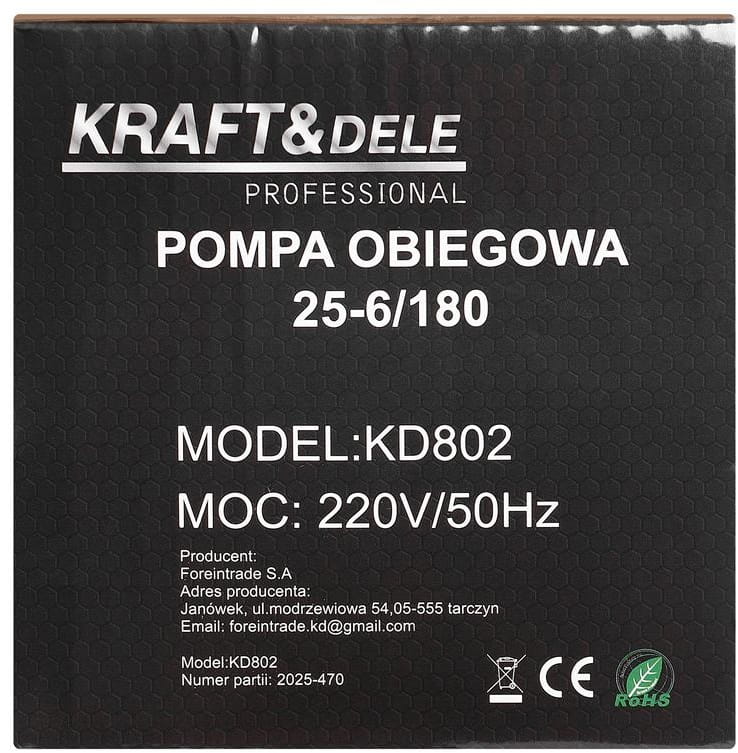 KRAFT&DELE
PROFESSIONAL
POMPA OBIEGOWA
25-6/180
MODEL:KD802
MOC: 220V/50Hz
Producent:
Foreintrade S.A
Adres producenta:
Janówek, ul.modrzewiowa 54,05-555 tarczyn
Email: foreintrade.kd@gmail.com
Model:KD802
Numer partii: 2025-470
CE
RoHS